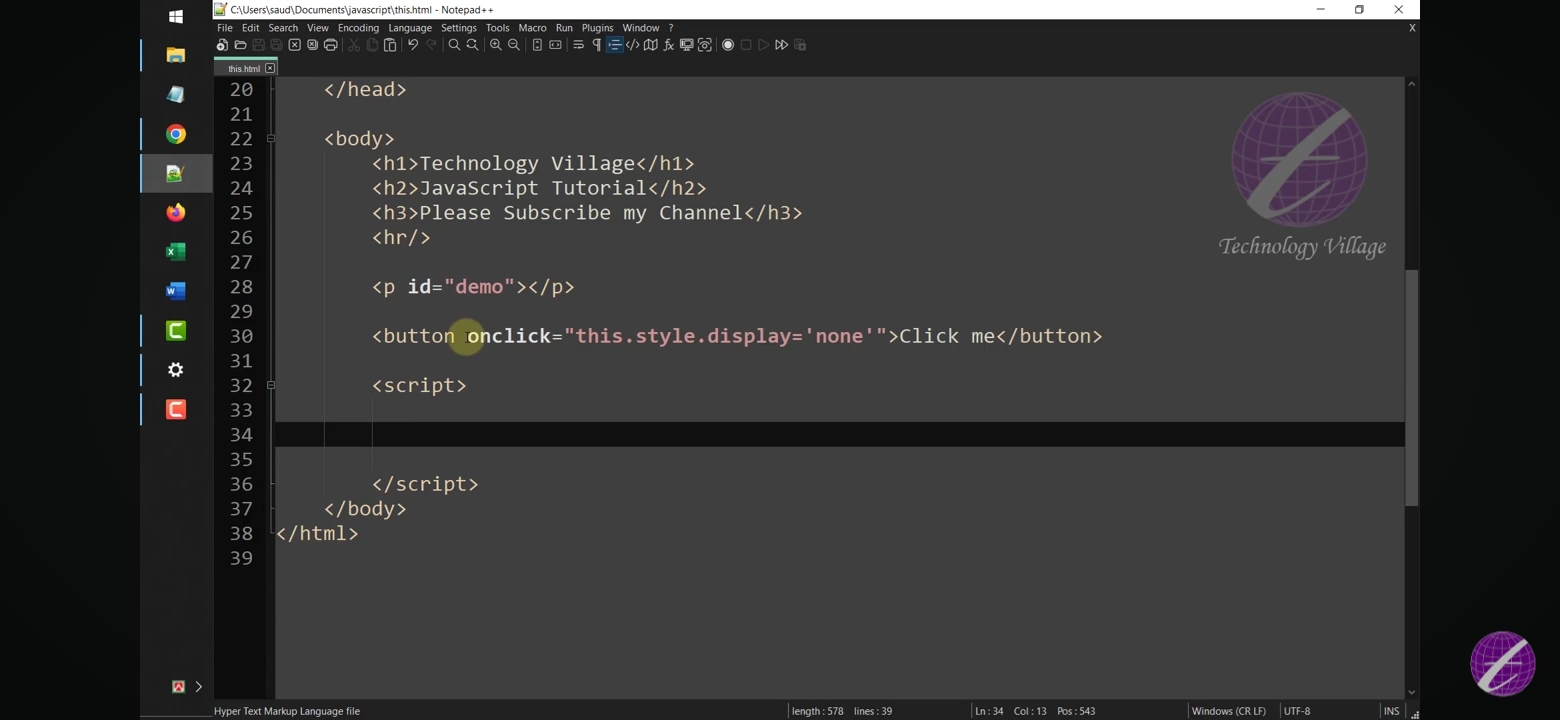 C:\Users\saud\Documents\javascript\this.html - Notepad++
File Edit Search View Encoding Language Settings Tools Macro Run Plugins Window ? X
this.html
20 </head>
21
22 <body>
23 <h1>Technology Village</h1>
24 <h2>JavaScript Tutorial</h2>
25 <h3>Please Subscribe my Channel</h3>
26 <hr/>
27
28 <p id="demo"></p>
29
30 <button onclick="this.style.display='none'">Click me</button>
31
32 <script>
33
34
35
36 </script>
37 </body>
38 </html>
39
Technology Village
Hyper Text Markup Language file length : 578 lines : 39 Ln : 34 Col : 13 Pos : 543 Windows (CR LF) UTF-8 INS